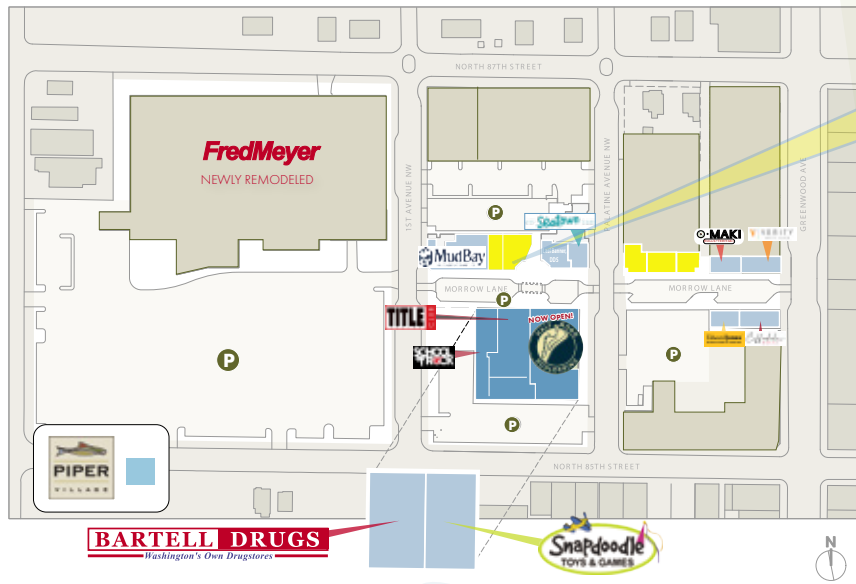 NORTH 87TH STREET
FredMeyer
NEWLY REMODELED
1ST AVENUE NW
PALATINE AVENUE NW
GREENWOOD AVE
P
O·MAKI
MudBay
MORROW LANE
MORROW LANE
P
TITLE
NOW OPEN!
SCHOOL
P
P
P
NORTH 85TH STREET
PIPER
VILLAGE
BARTELL DRUGS
Washington's Own Drugstores
Snapdoodle
TOYS & GAMES
N